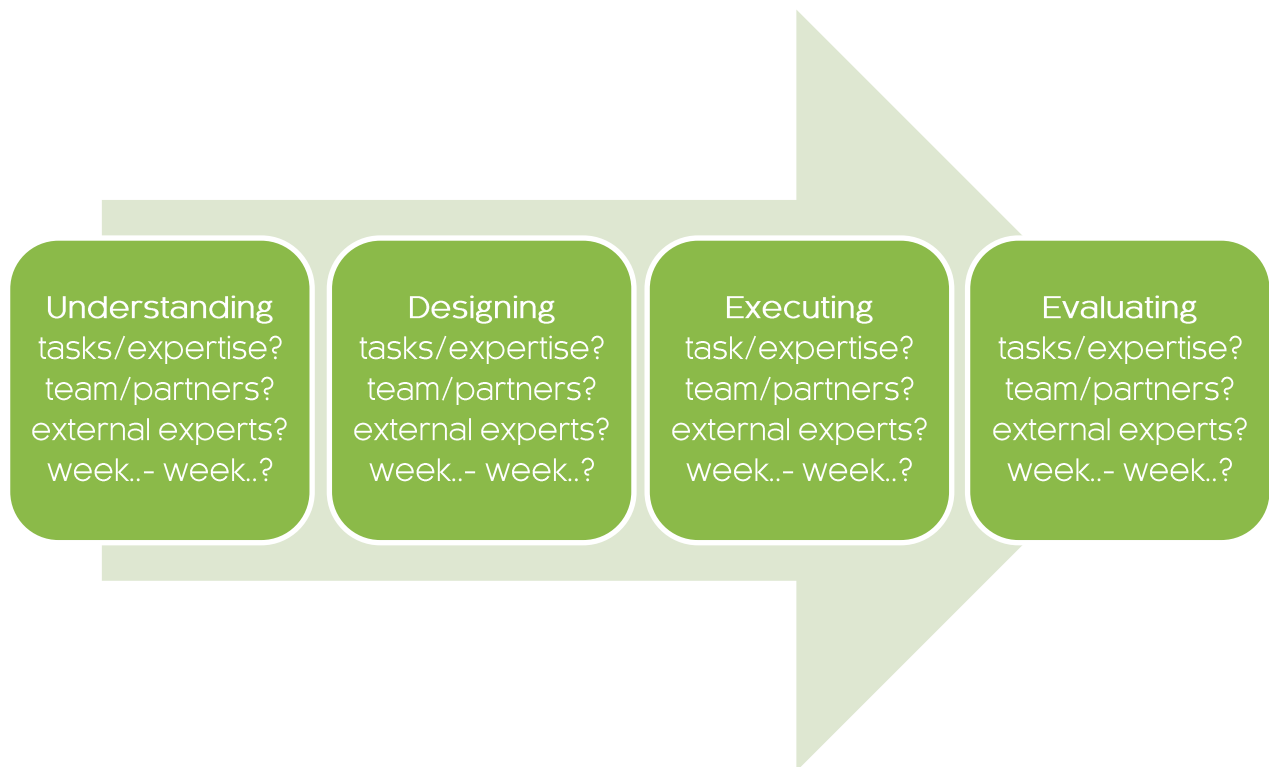 Understanding
tasks/expertise?
team/partners?
external experts?
week..- week..?
Designing
tasks/expertise?
team/partners?
external experts?
week..- week..?
Executing
task/expertise?
team/partners?
external experts?
week..- week..?
Evaluating
tasks/expertise?
team/partners?
external experts?
week..- week..?